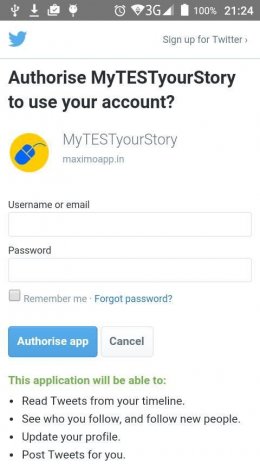 3G 100% 21:24
Sign up for Twitter ›
Authorise MyTESTyourStory
to use your account?
MyTESTyourStory
maximoapp.in
Username or email
Password
Remember me · Forgot password?
Authorise app Cancel
This application will be able to:
• Read Tweets from your timeline.
• See who you follow, and follow new people.
• Update your profile.
• Post Tweets for you.